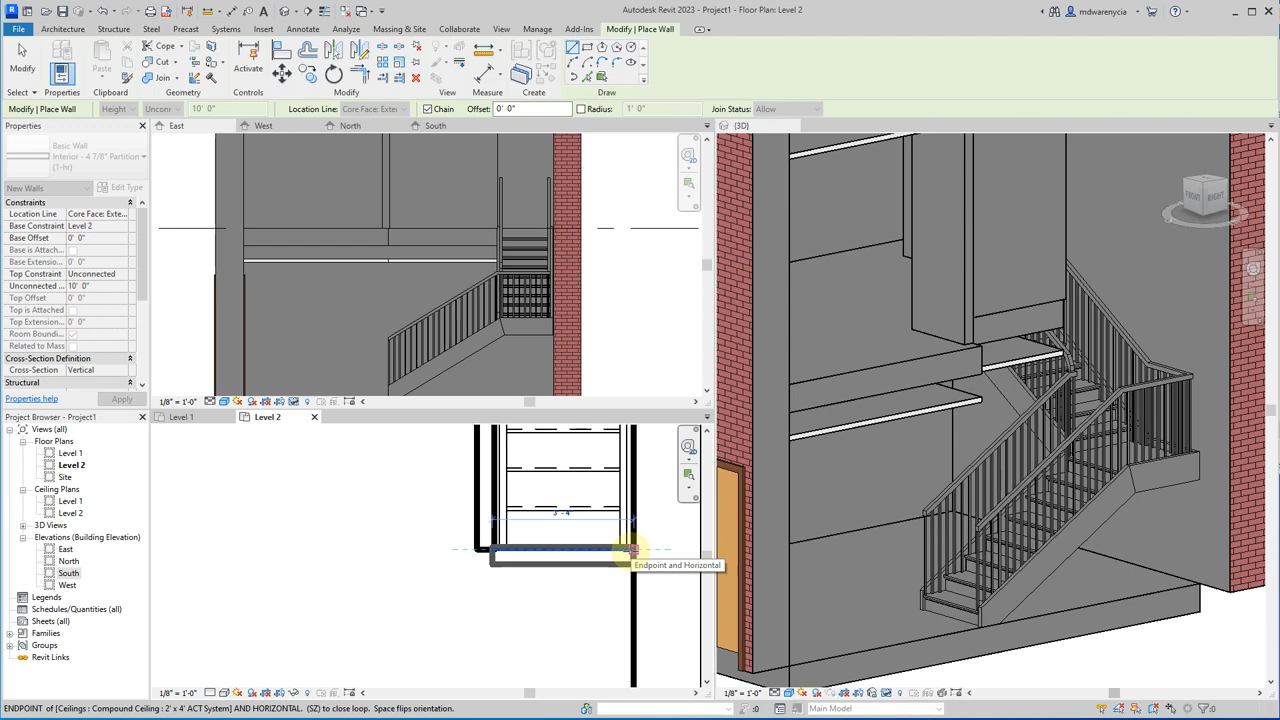 Autodesk Revit 2023 - Project1 - Floor Plan: Level 2
mdwarenycia
File Architecture Structure Steel Precast Systems Insert Annotate Analyze Massing & Site Collaborate View Manage Add-Ins Modify | Place Wall
Modify Properties Paste Cope Cut Join Activate
Select Properties Clipboard Geometry Controls Modify View Measure Create Draw
Modify | Place Wall Height Uncon 10' 0" Location Line: Core Face: Exter Chain Offset: 0' 0" Radius: 1' 0" Join Status: Allow
Properties
East West North South
{3D}
Basic Wall
Interior - 4 7/8" Partition
(1-hr)
New Walls Edit Type
Constraints
Location Line Core Face: Exte...
Base Constraint Level 2
Base Offset 0' 0"
Base is Attach...
Base Extensio... 0' 0"
Top Constraint Unconnected
Unconnected ... 10' 0"
Top Offset 0' 0"
Top is Attached
Top Extension... 0' 0"
Room Boundi...
Related to Mass
Cross-Section Definition
Cross-Section Vertical
Structural
Properties help Apply
FRONT RIGHT
1/8" = 1'-0"
Project Browser - Project1
Level 1 Level 2
Views (all)
Floor Plans
Level 1
Level 2
Site
Ceiling Plans
Level 1
Level 2
3D Views
Elevations (Building Elevation)
East
North
South
West
Legends
Schedules/Quantities (all)
Sheets (all)
Families
Groups
Revit Links
3' - 4"
Endpoint and Horizontal
1/8" = 1'-0"
1/8" = 1'-0"
ENDPOINT of [Ceilings : Compound Ceiling : 2' x 4' ACT System] AND HORIZONTAL. (SZ) to close loop. Space flips orientation.
:0 Main Model :0